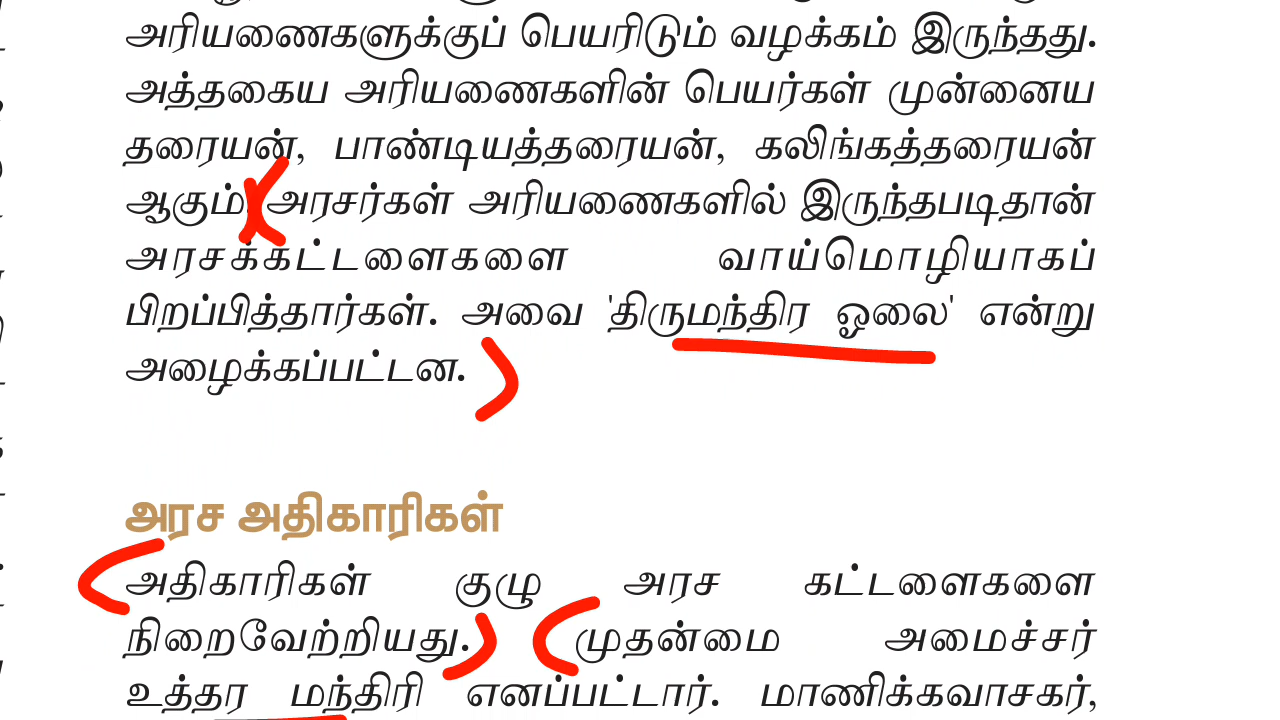 அரியணைகளுக்குப் பெயரிடும் வழக்கம் இருந்தது.
அத்தகைய அரியணைகளின் பெயர்கள் முன்னைய
தரையன், பாண்டியத்தரையன், கலிங்கத்தரையன்
ஆகும். அரசர்கள் அரியணைகளில் இருந்தபடிதான்
அரசக்கட்டளைகளை வாய்மொழியாகப்
பிறப்பித்தார்கள். அவை 'திருமந்திர ஓலை' என்று
அழைக்கப்பட்டன.
அரச அதிகாரிகள்
அதிகாரிகள் குழு அரச கட்டளைகளை
நிறைவேற்றியது. முதன்மை அமைச்சர்
உத்தர மந்திரி எனப்பட்டார். மாணிக்கவாசகர்,